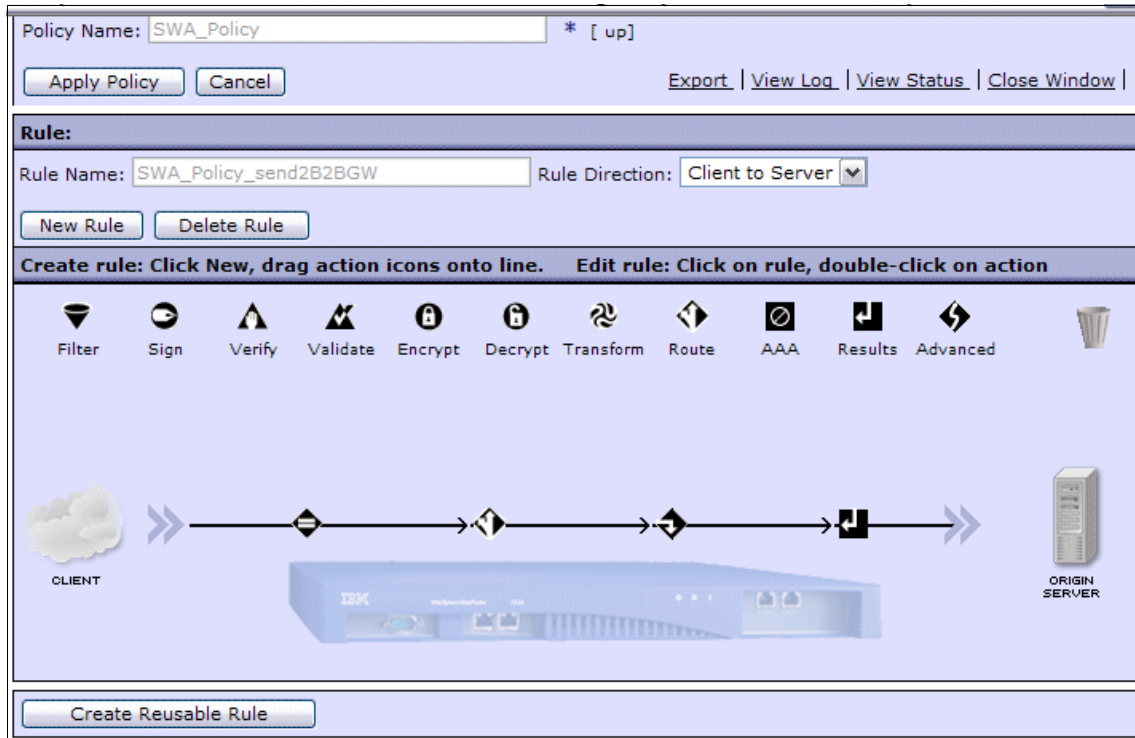 Policy Name: SWA_Policy * [ up]
Apply Policy Cancel Export | View Log | View Status | Close Window |
Rule:
Rule Name: SWA_Policy_send2B2BGW Rule Direction: Client to Server
New Rule Delete Rule
Create rule: Click New, drag action icons onto line. Edit rule: Click on rule, double-click on action
Filter Sign Verify Validate Encrypt Decrypt Transform Route AAA Results Advanced
CLIENT
ORIGIN
SERVER
IBM
Create Reusable Rule